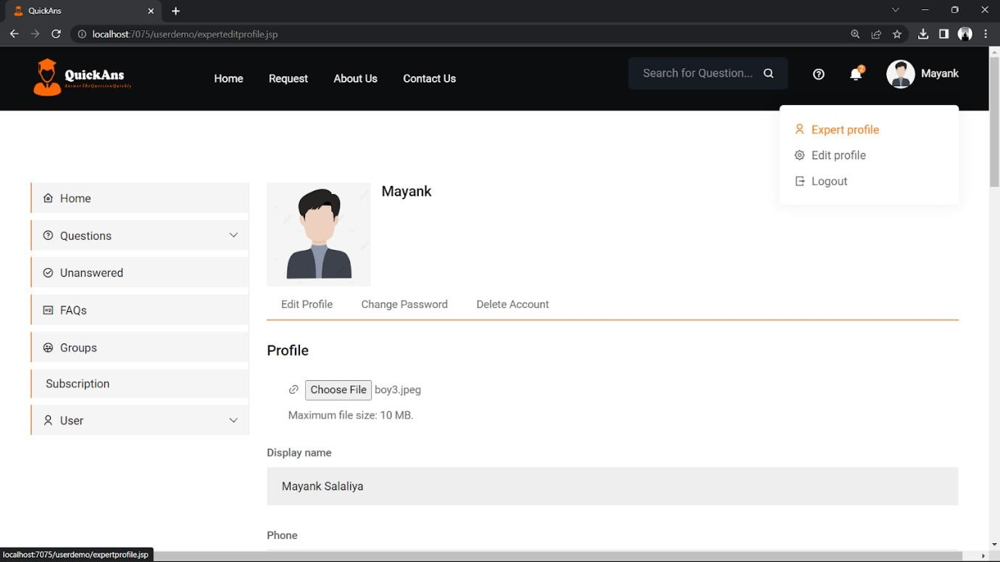 QuickAns
localhost:7075/userdemo/experteditprofile.jsp
QuickAns
AnswerTheQuestionQuickly
Home
Request
About Us
Contact Us
Search for Question...
2
Mayank
Expert profile
Edit profile
Logout
Home
Questions
Unanswered
FAQs
Groups
Subscription
User
Mayank
Edit Profile
Change Password
Delete Account
Profile
Choose File boy3.jpeg
Maximum file size: 10 MB.
Display name
Mayank Salaliya
Phone
localhost:7075/userdemo/expertprofile.jsp